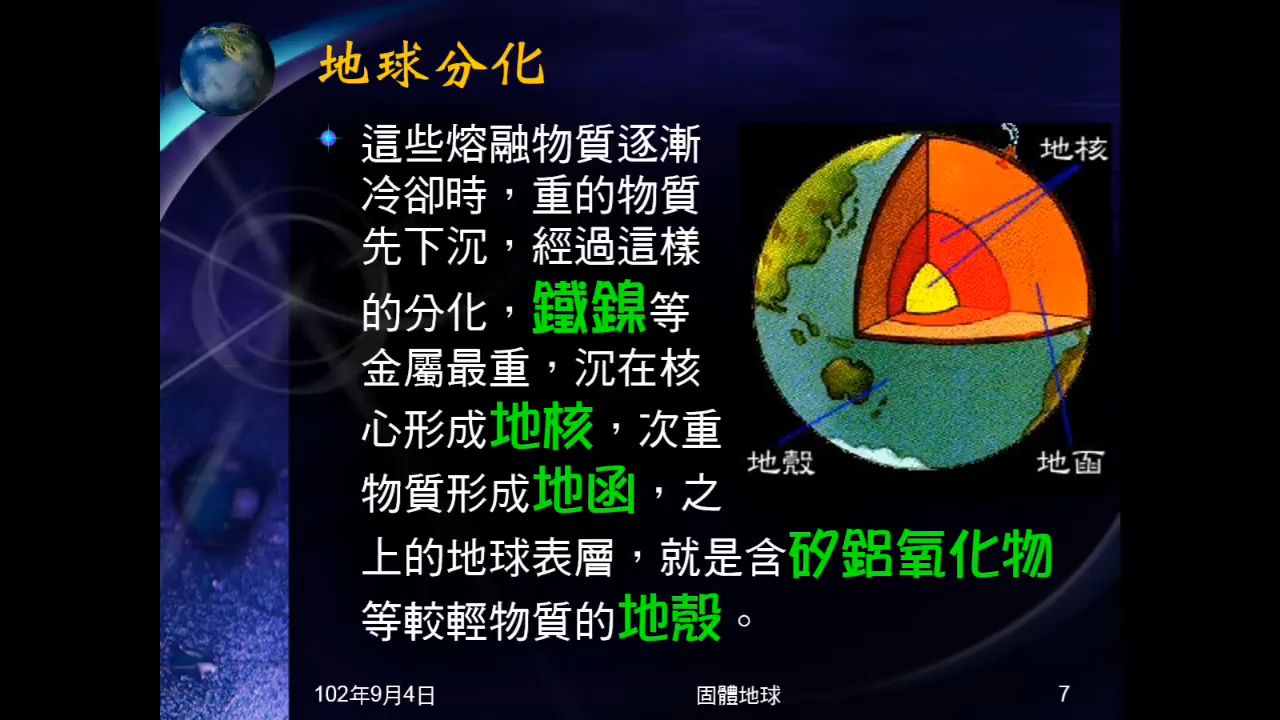 地球分化
這些熔融物質逐漸
冷卻時，重的物質
先下沉，經過這樣
的分化，鐵鎳等
金屬最重，沉在核
心形成地核，次重
物質形成地函，之
上的地球表層，就是含矽鋁氧化物
等較輕物質的地殼。
地核
地殼
地函
102年9月4日
固體地球
7